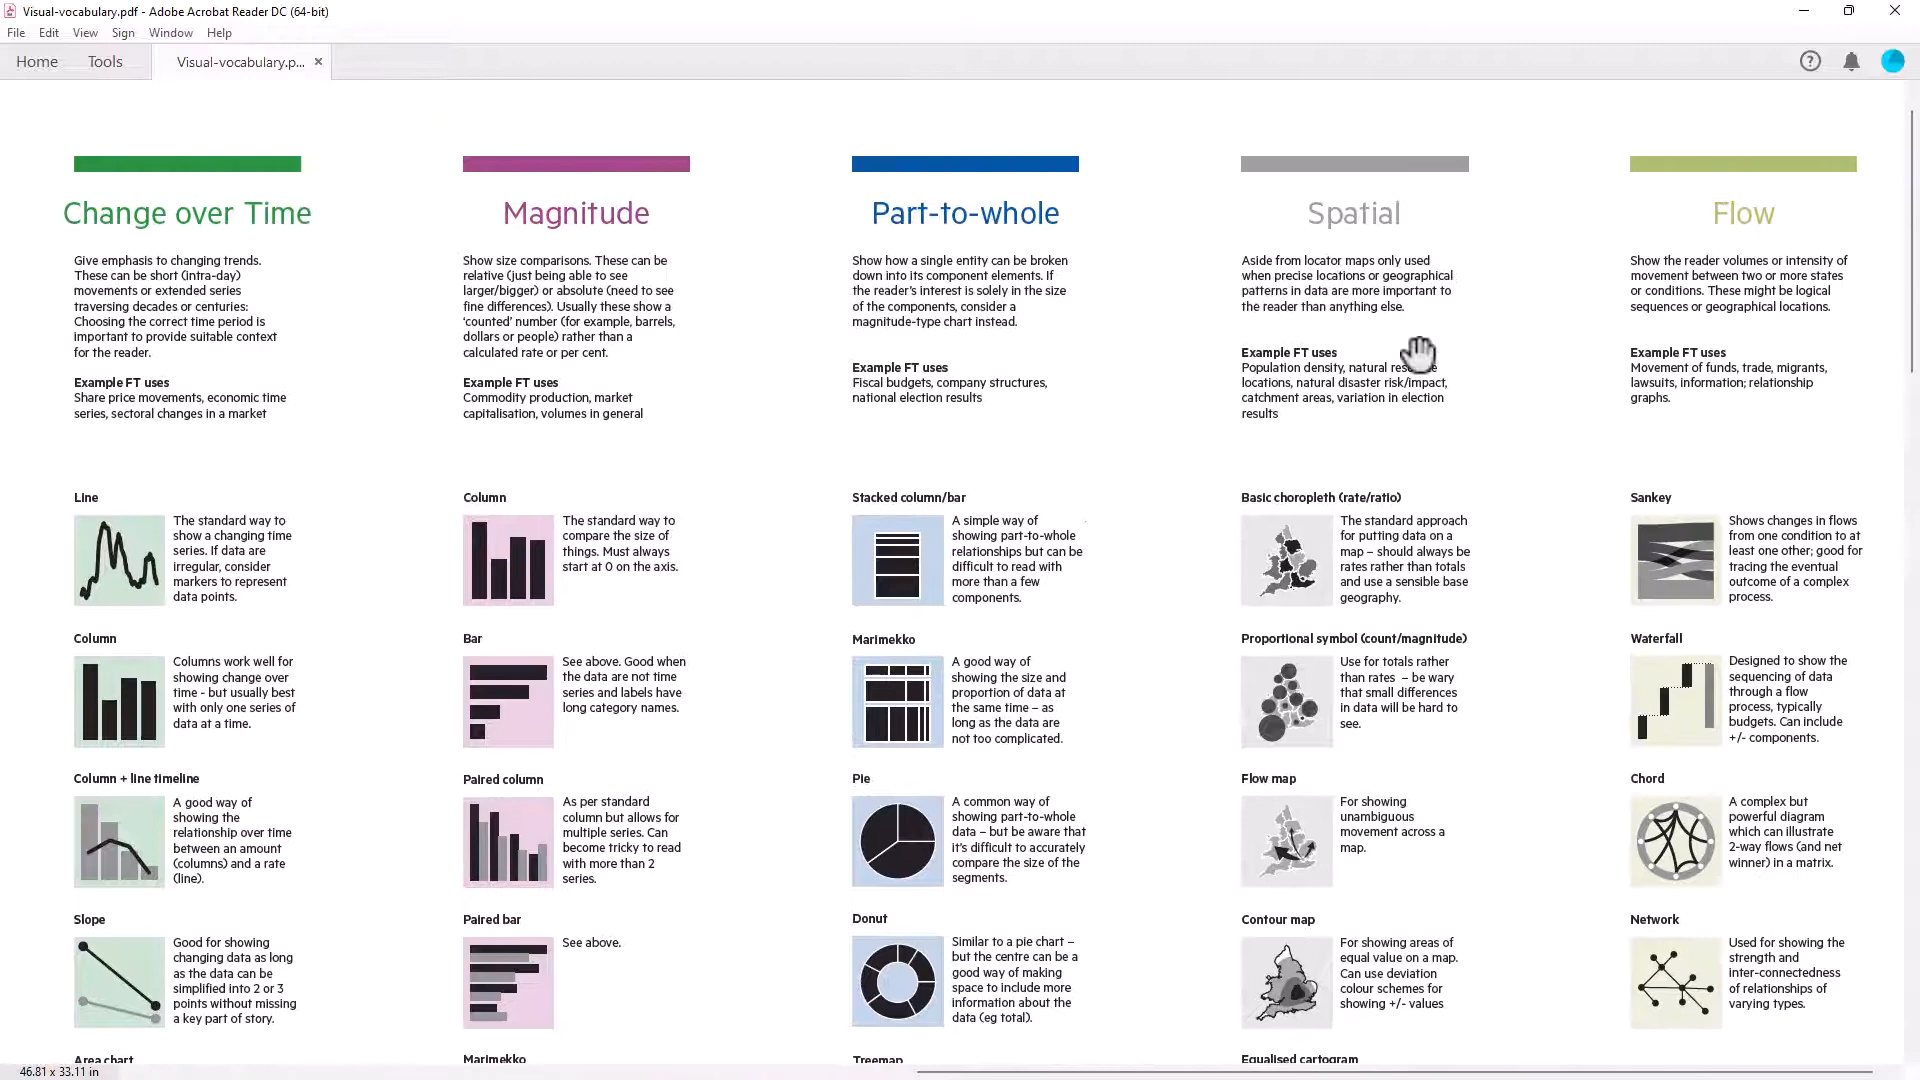 Visual-vocabulary.pdf - Adobe Acrobat Reader DC (64-bit)
File Edit View Sign Window Help
Home Tools Visual-vocabulary.p...
Change over Time
Give emphasis to changing trends.
These can be short (intra-day)
movements or extended series
traversing decades or centuries:
Choosing the correct time period is
important to provide suitable context
for the reader.
Example FT uses
Share price movements, economic time
series, sectoral changes in a market
Line
The standard way to
show a changing time
series. If data are
irregular, consider
markers to represent
data points.
Column
Columns work well for
showing change over
time - but usually best
with only one series of
data at a time.
Column + line timeline
A good way of
showing the
relationship over time
between an amount
(columns) and a rate
(line).
Slope
Good for showing
changing data as long
as the data can be
simplified into 2 or 3
points without missing
a key part of story.
Area chart
Magnitude
Show size comparisons. These can be
relative (just being able to see
larger/bigger) or absolute (need to see
fine differences). Usually these show a
‘counted’ number (for example, barrels,
dollars or people) rather than a
calculated rate or per cent.
Example FT uses
Commodity production, market
capitalisation, volumes in general
Column
The standard way to
compare the size of
things. Must always
start at 0 on the axis.
Bar
See above. Good when
the data are not time
series and labels have
long category names.
Paired column
As per standard
column but allows for
multiple series. Can
become tricky to read
with more than 2
series.
Paired bar
See above.
Marimekko
Part-to-whole
Show how a single entity can be broken
down into its component elements. If
the reader’s interest is solely in the size
of the components, consider a
magnitude-type chart instead.
Example FT uses
Fiscal budgets, company structures,
national election results
Stacked column/bar
A simple way of
showing part-to-whole
relationships but can be
difficult to read with
more than a few
components.
Marimekko
A good way of
showing the size and
proportion of data at
the same time – as
long as the data are
not too complicated.
Pie
A common way of
showing part-to-whole
data – but be aware that
it’s difficult to accurately
compare the size of the
segments.
Donut
Similar to a pie chart –
but the centre can be a
good way of making
space to include more
information about the
data (eg total).
Treemap
Spatial
Aside from locator maps only used
when precise locations or geographical
patterns in data are more important to
the reader than anything else.
Example FT uses
Population density, natural
locations, natural disaster risk/impact,
catchment areas, variation in election
results
Basic choropleth (rate/ratio)
The standard approach
for putting data on a
map – should always be
rates rather than totals
and use a sensible base
geography.
Proportional symbol (count/magnitude)
Use for totals rather
than rates – be wary
that small differences
in data will be hard to
see.
Flow map
For showing
unambiguous
movement across a
map.
Contour map
For showing areas of
equal value on a map.
Can use deviation
colour schemes for
showing +/- values
Equalised cartogram
Flow
Show the reader volumes or intensity of
movement between two or more states
or conditions. These might be logical
sequences or geographical locations.
Example FT uses
Movement of funds, trade, migrants,
lawsuits, information; relationship
graphs.
Sankey
Shows changes in flows
from one condition to at
least one other; good for
tracing the eventual
outcome of a complex
process.
Waterfall
Designed to show the
sequencing of data
through a flow
process, typically
budgets. Can include
+/- components.
Chord
A complex but
powerful diagram
which can illustrate
2-way flows (and net
winner) in a matrix.
Network
Used for showing the
strength and
inter-connectedness
of relationships of
varying types.
46.81 x 33.11 in